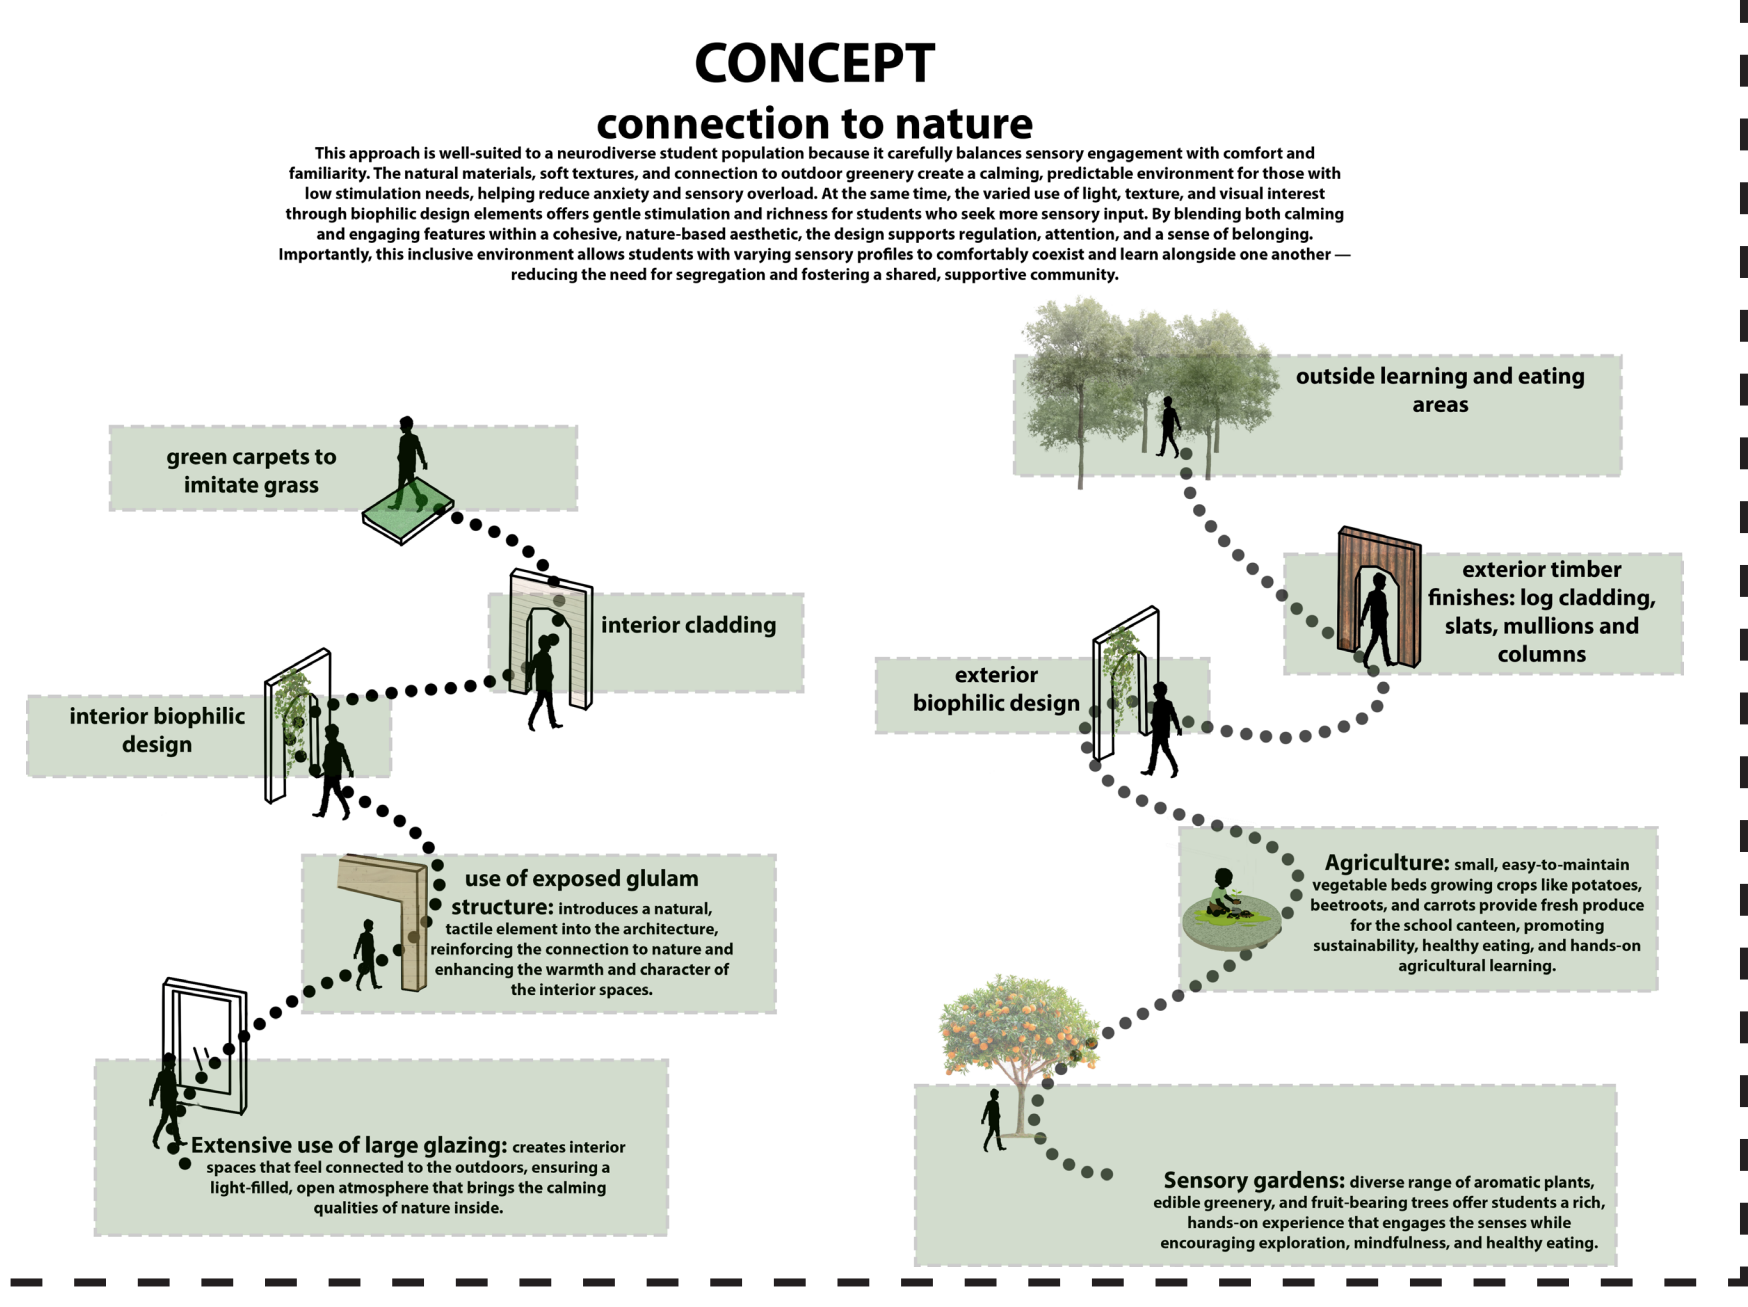 CONCEPT
connection to nature
This approach is well-suited to a neurodiverse student population because it carefully balances sensory engagement with comfort and
familiarity. The natural materials, soft textures, and connection to outdoor greenery create a calming, predictable environment for those with
low stimulation needs, helping reduce anxiety and sensory overload. At the same time, the varied use of light, texture, and visual interest
through biophilic design elements offers gentle stimulation and richness for students who seek more sensory input. By blending both calming
and engaging features within a cohesive, nature-based aesthetic, the design supports regulation, attention, and a sense of belonging.
Importantly, this inclusive environment allows students with varying sensory profiles to comfortably coexist and learn alongside one another —
reducing the need for segregation and fostering a shared, supportive community.
green carpets to
imitate grass
interior cladding
interior biophilic
design
use of exposed glulam
structure: introduces a natural,
tactile element into the architecture,
reinforcing the connection to nature and
enhancing the warmth and character of
the interior spaces.
Extensive use of large glazing: creates interior
spaces that feel connected to the outdoors, ensuring a
light-filled, open atmosphere that brings the calming
qualities of nature inside.
outside learning and eating
areas
exterior timber
finishes: log cladding,
slats, mullions and
columns
exterior
biophilic design
Agriculture: small, easy-to-maintain
vegetable beds growing crops like potatoes,
beetroots, and carrots provide fresh produce
for the school canteen, promoting
sustainability, healthy eating, and hands-on
agricultural learning.
Sensory gardens: diverse range of aromatic plants,
edible greenery, and fruit-bearing trees offer students a rich,
hands-on experience that engages the senses while
encouraging exploration, mindfulness, and healthy eating.